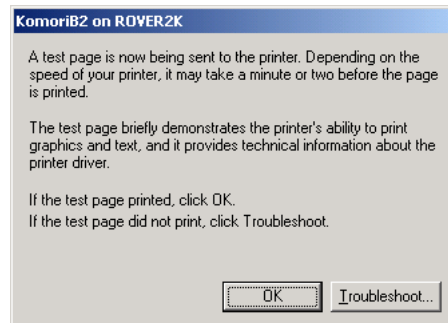 KomoriB2 on ROVER2K
A test page is now being sent to the printer. Depending on the
speed of your printer, it may take a minute or two before the page
is printed.
The test page briefly demonstrates the printer's ability to print
graphics and text, and it provides technical information about the
printer driver.
If the test page printed, click OK.
If the test page did not print, click Troubleshoot.
OK
Troubleshoot...